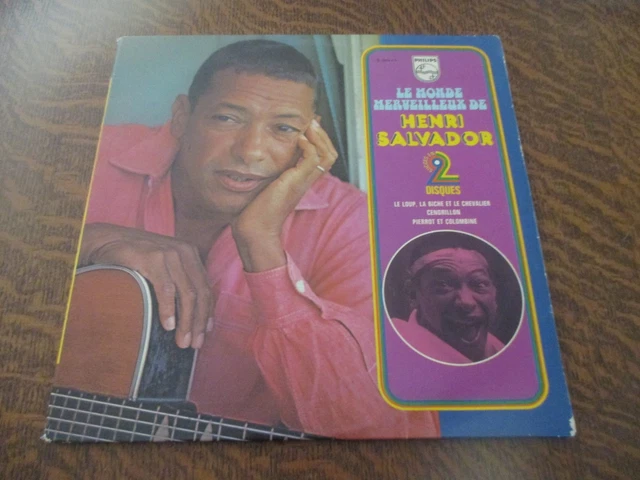 PHILIPS
LE MONDE
MERVEILLEUX DE
HENRI
SALVADOR
2
DISQUES
LE LOUP, LA BICHE ET LE CHEVALIER
CENDRILLON
PIERROT ET COLOMBINE